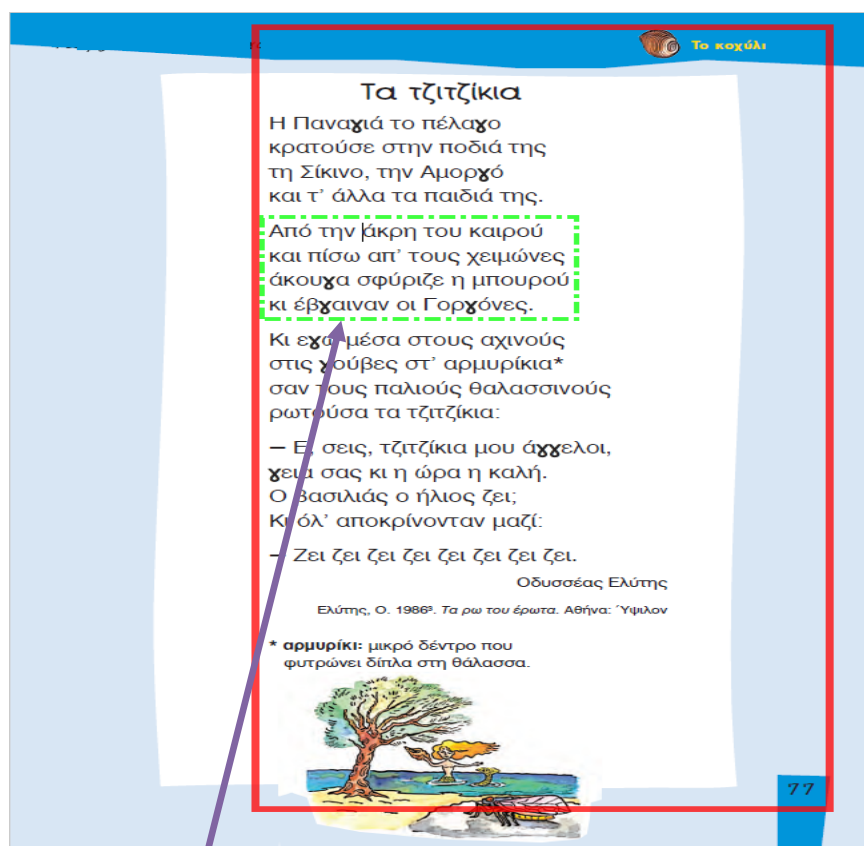 Το κοχύλι
Τα τζιτζίκια
Η Παναγιά το πέλαγο
κρατούσε στην ποδιά της
τη Σίκινο, την Αμοργό
και τ' άλλα τα παιδιά της.
Από την άκρη του καιρού
και πίσω απ' τους χειμώνες
άκουγα σφύριζε η μπουρού
κι έβγαιναν οι Γοργόνες.
Κι εγώ μέσα στους αχινούς
στις γούβες στ' αρμυρίκια*
σαν τους παλιούς θαλασσινούς
ρωτούσα τα τζιτζίκια:
– Ε, σεις, τζιτζίκια μου άγγελοι,
γεια σας κι η ώρα η καλή.
Ο βασιλιάς ο ήλιος ζει;
Κι όλ' αποκρίνονταν μαζί:
– Ζει ζει ζει ζει ζει ζει ζει ζει.
Οδυσσέας Ελύτης
Ελύτης, Ο. 1986³. Τα ρω του έρωτα. Αθήνα: Ύψιλον
* αρμυρίκι: μικρό δέντρο που
φυτρώνει δίπλα στη θάλασσα.
77